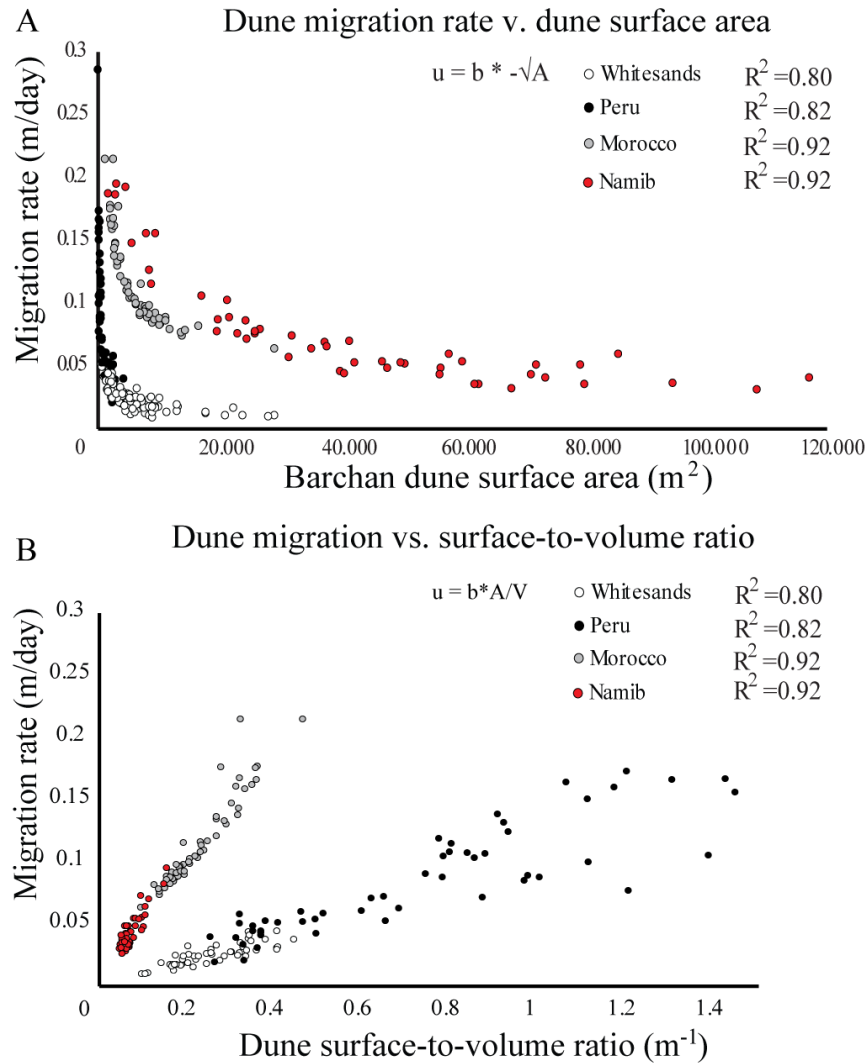 A
Dune migration rate v. dune surface area
u = b * -√A
Whitesands R²=0.80
Peru R²=0.82
Morocco R²=0.92
Namib R²=0.92
Migration rate (m/day)
0.3
0.25
0.2
0.15
0.1
0.05
0 20.000 40.000 60.000 80.000 100.000 120.000
Barchan dune surface area (m²)
B
Dune migration vs. surface-to-volume ratio
u = b*A/V
Whitesands R²=0.80
Peru R²=0.82
Morocco R²=0.92
Namib R²=0.92
Migration rate (m/day)
0.3
0.25
0.2
0.15
0.1
0.05
0 0.2 0.4 0.6 0.8 1 1.2 1.4
Dune surface-to-volume ratio (m⁻¹)